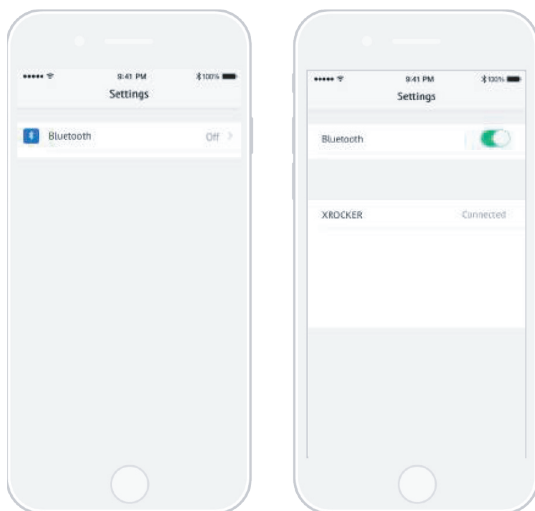 9:41 PM 100%
Settings
Bluetooth Off
9:41 PM 100%
Settings
Bluetooth
XROCKER Connected